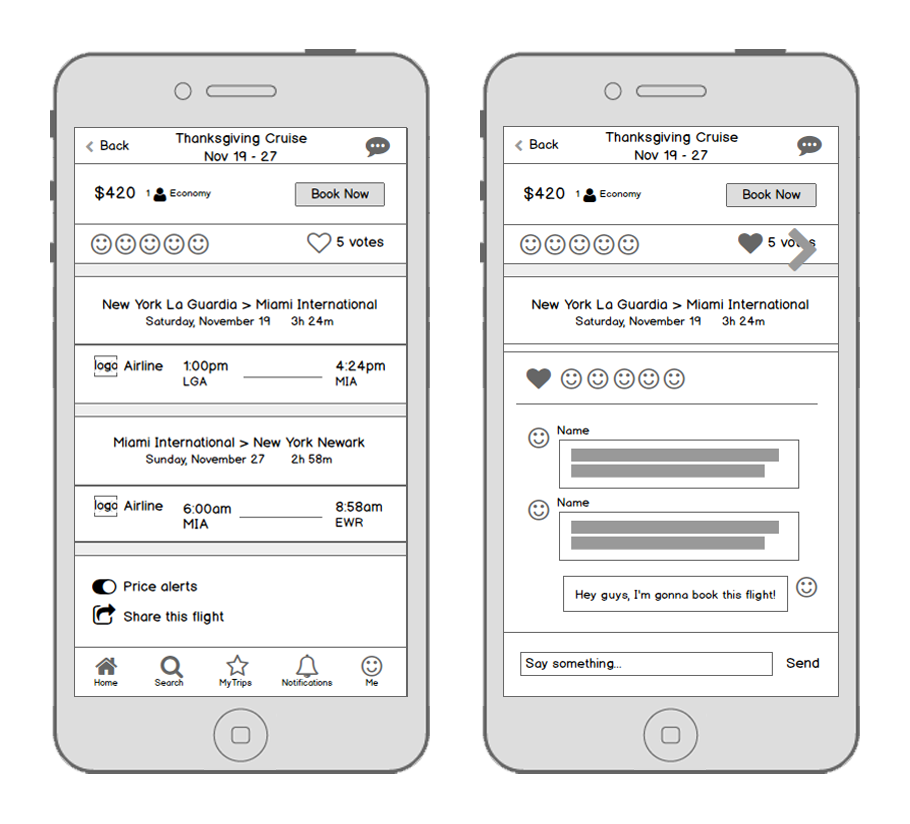 Back
Thanksgiving Cruise
Nov 19 - 27
$420 1 Economy
Book Now
5 votes
New York La Guardia > Miami International
Saturday, November 19 3h 24m
logo Airline 1:00pm 4:24pm
LGA MIA
Miami International > New York Newark
Sunday, November 27 2h 58m
logo Airline 6:00am 8:58am
MIA EWR
Price alerts
Share this flight
Home Search MyTrips Notifications Me
Back
Thanksgiving Cruise
Nov 19 - 27
$420 1 Economy
Book Now
5 votes
New York La Guardia > Miami International
Saturday, November 19 3h 24m
Name
Name
Hey guys, I'm gonna book this flight!
Say something... Send